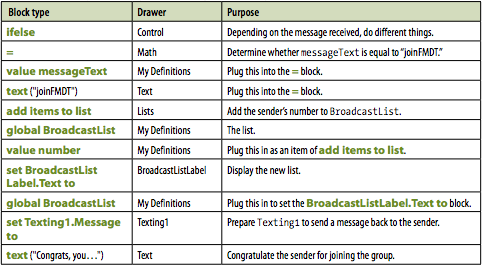 Block type Drawer Purpose
ifelse Control Depending on the message received, do different things.
= Math Determine whether messageText is equal to “joinFMDT.”
value messageText My Definitions Plug this into the = block.
text (“joinFMDT”) Text Plug this into the = block.
add items to list Lists Add the sender’s number to BroadcastList.
global BroadcastList My Definitions The list.
value number My Definitions Plug this in as an item of add items to list.
set BroadcastList BroadcastListLabel Display the new list.
Label.Text to
global BroadcastList My Definitions Plug this in to set the BroadcastListLabel.Text to block.
set Texting1.Message Texting1 Prepare Texting1 to send a message back to the sender.
to
text (“Congrats, you…”) Text Congratulate the sender for joining the group.